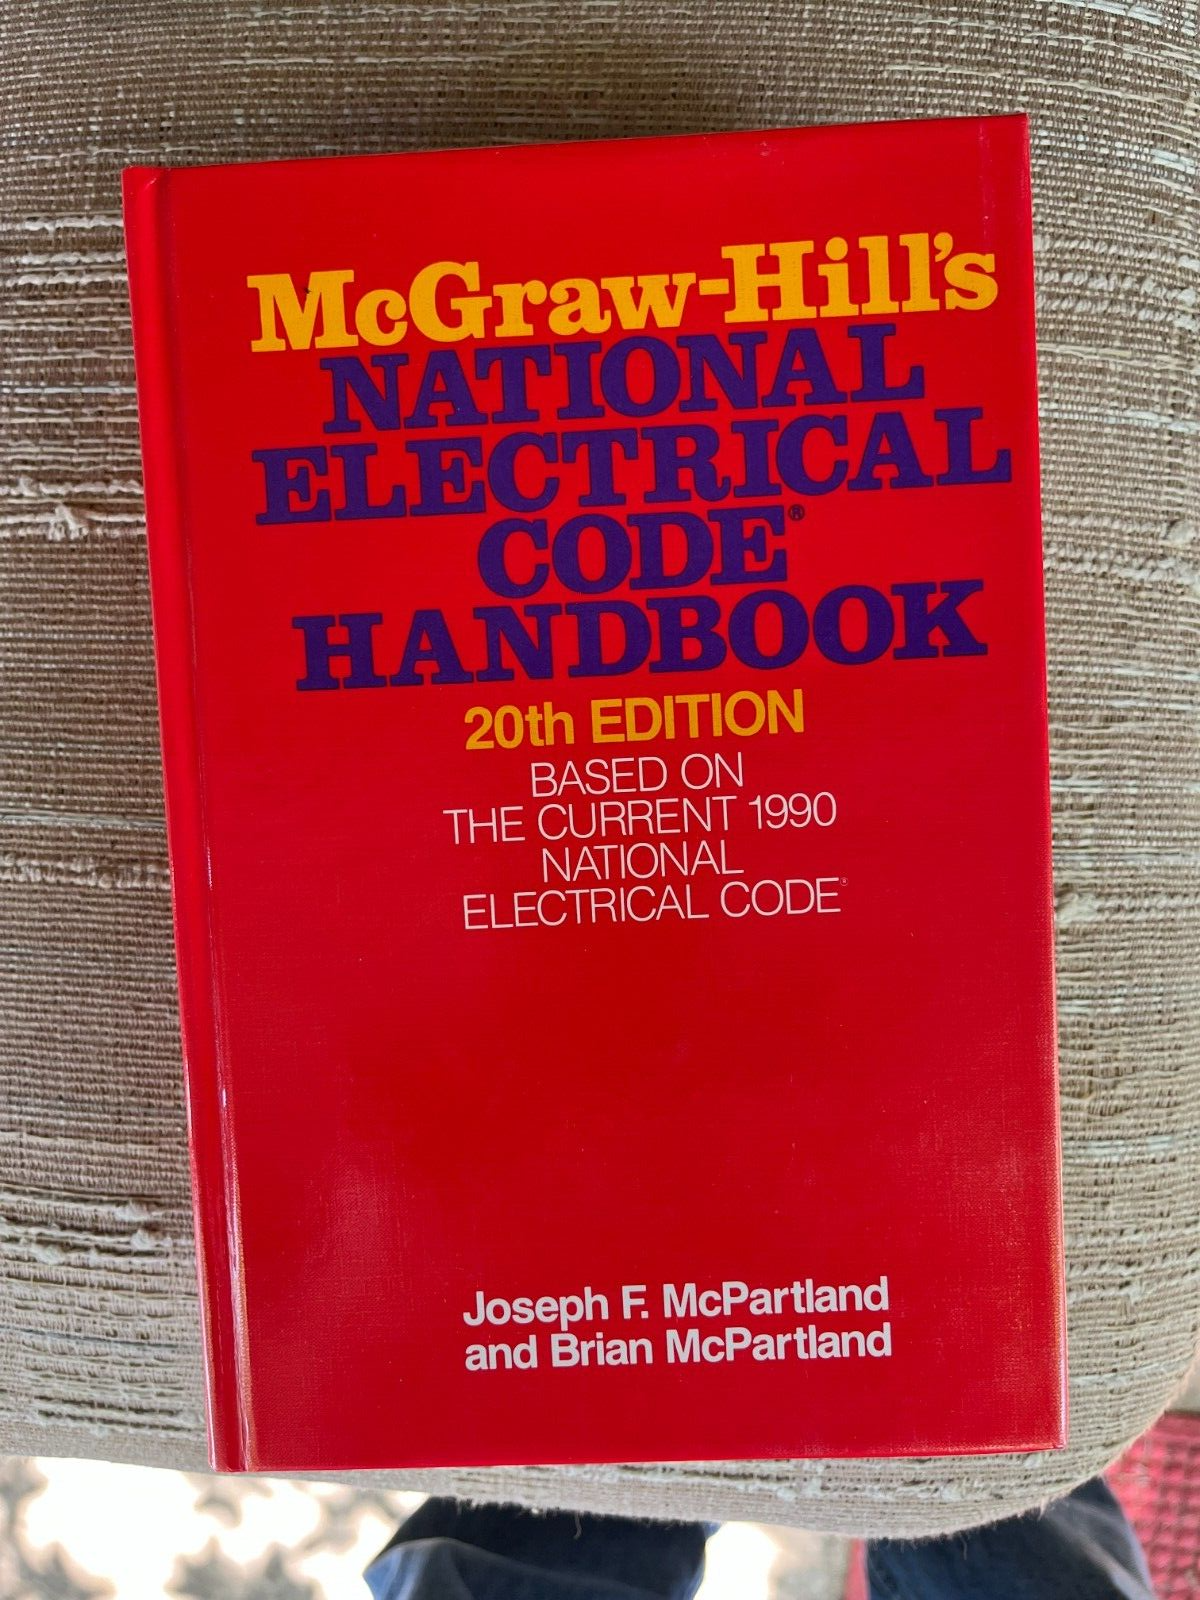 McGraw-Hill's
NATIONAL
ELECTRICAL
CODE®
HANDBOOK
20th EDITION
BASED ON
THE CURRENT 1990
NATIONAL
ELECTRICAL CODE®
Joseph F. McPartland
and Brian McPartland